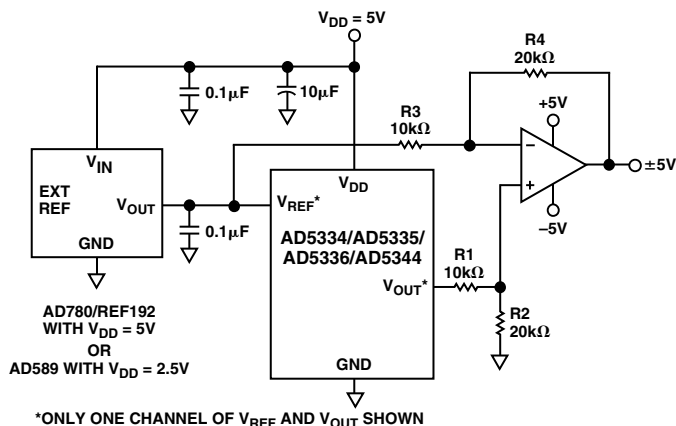 V_DD = 5V
R4
20kΩ
0.1µF
10µF
R3
10kΩ
+5V
−
+
±5V
−5V
V_IN
EXT
REF
V_OUT
GND
0.1µF
V_DD
V_REF*
AD5334/AD5335/
AD5336/AD5344
V_OUT*
GND
R1
10kΩ
R2
20kΩ
AD780/REF192
WITH V_DD = 5V
OR
AD589 WITH V_DD = 2.5V
*ONLY ONE CHANNEL OF V_REF AND V_OUT SHOWN